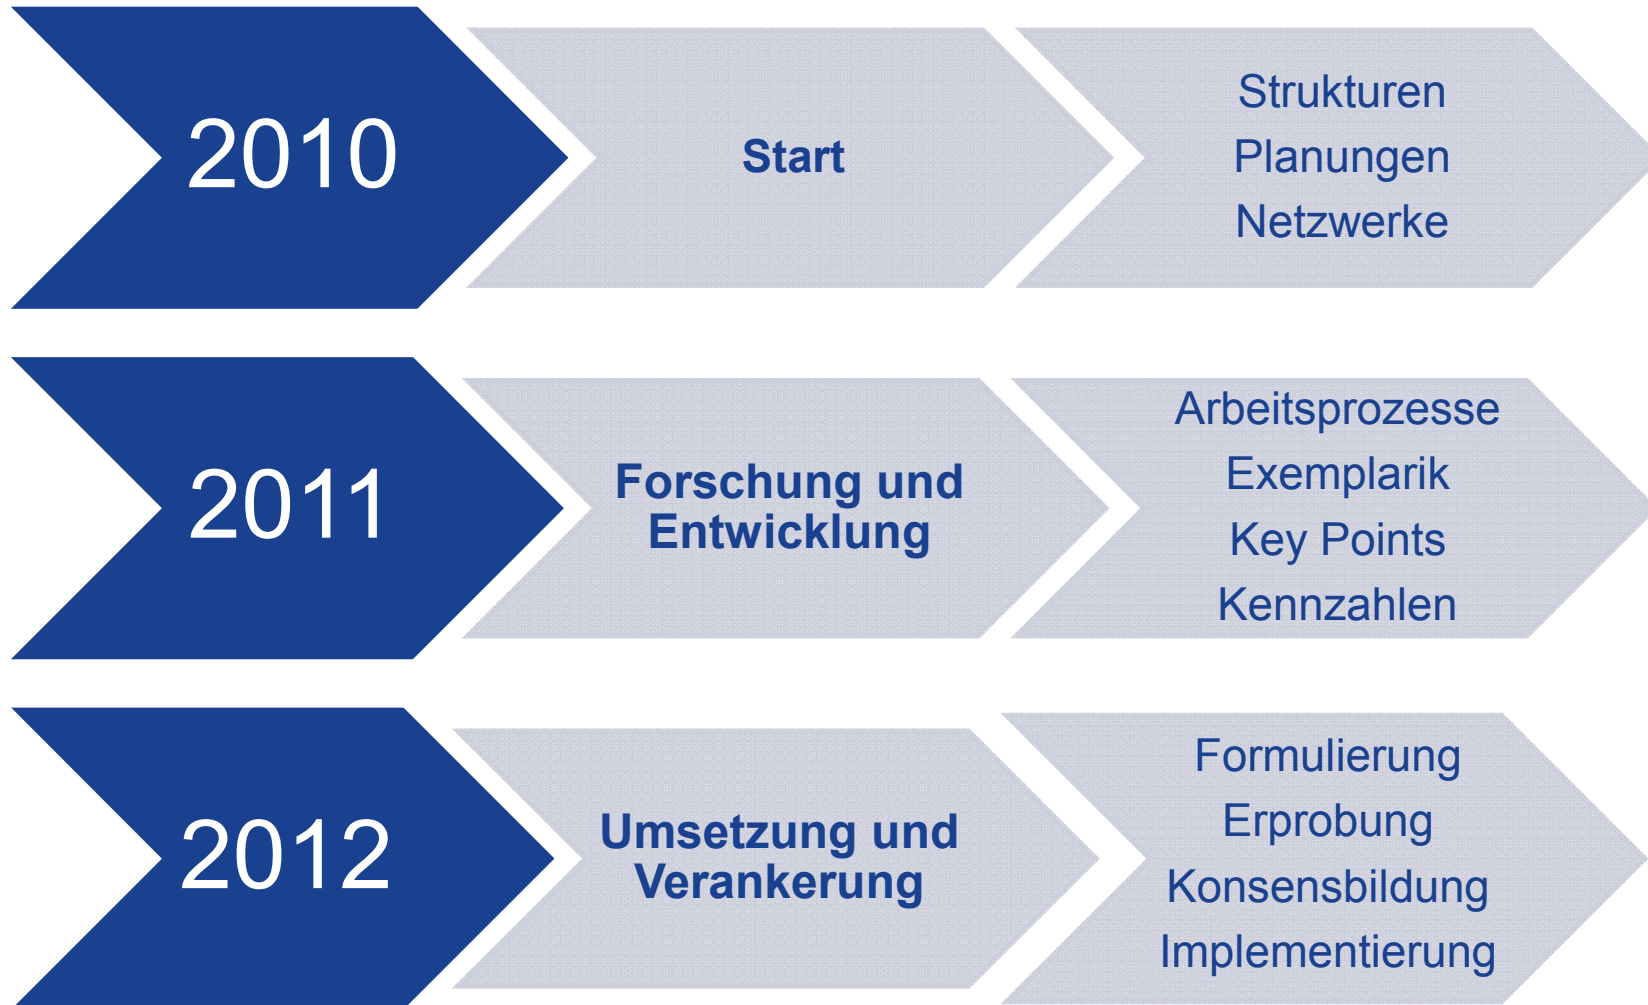 2010
Start
Strukturen
Planungen
Netzwerke
2011
Forschung und
Entwicklung
Arbeitsprozesse
Exemplarik
Key Points
Kennzahlen
2012
Umsetzung und
Verankerung
Formulierung
Erprobung
Konsensbildung
Implementierung